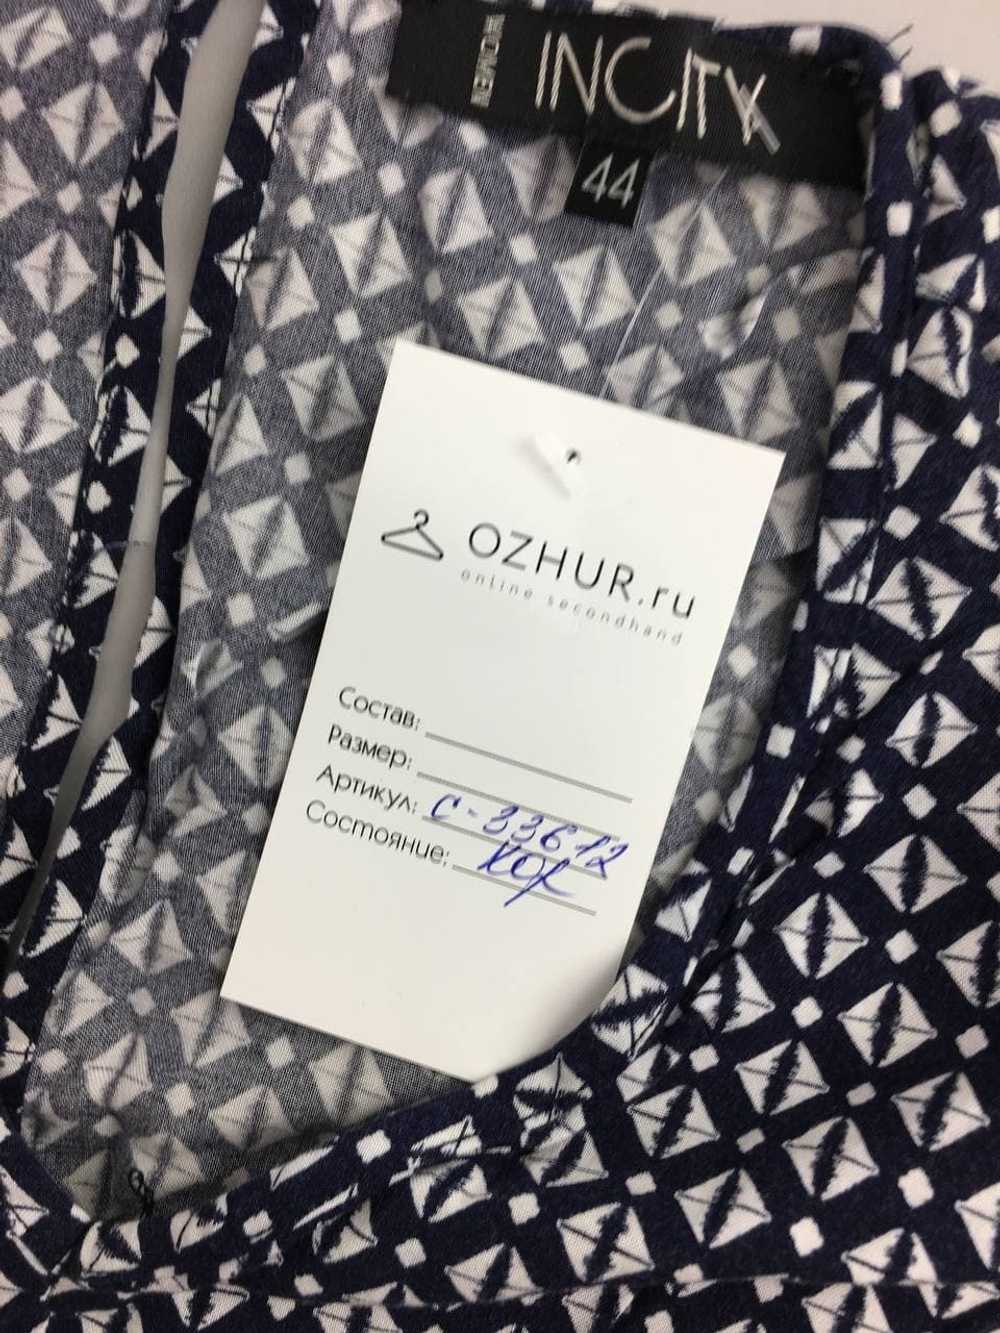 WOMEN
INCITY
44
OZHUR.ru
online secondhand
Состав:
Размер:
Артикул: С-33612
Состояние: хор